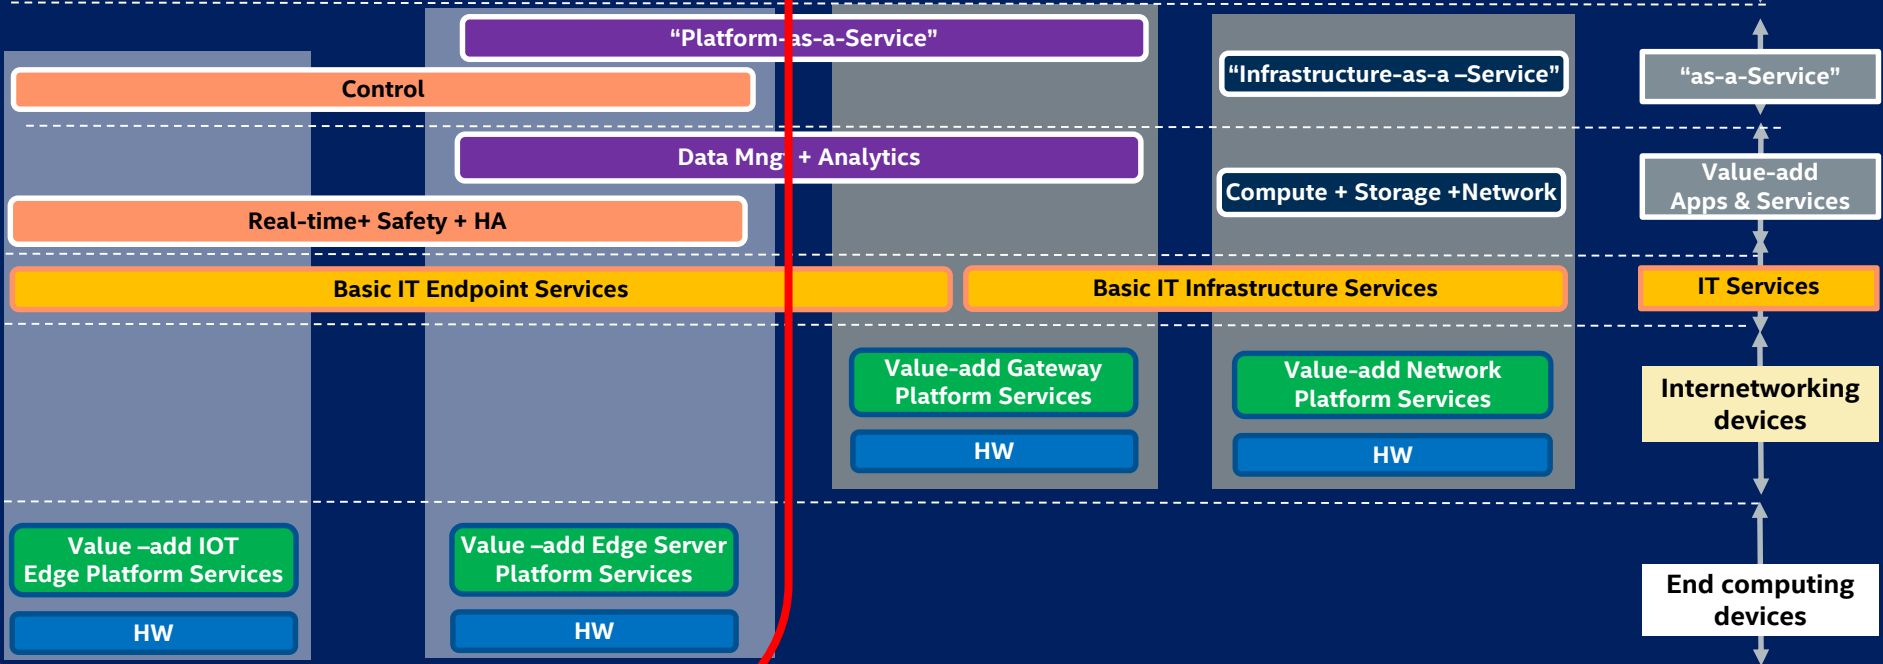 “Platform-as-a-Service”
“Infrastructure-as-a –Service”
“as-a-Service”
Control
Data Mng + Analytics
Value-add
Apps & Services
Compute + Storage +Network
Real-time+ Safety + HA
Basic IT Endpoint Services
Basic IT Infrastructure Services
IT Services
Value-add Gateway
Platform Services
Value-add Network
Platform Services
Internetworking
devices
HW
HW
Value –add IOT
Edge Platform Services
Value –add Edge Server
Platform Services
End computing
devices
HW
HW